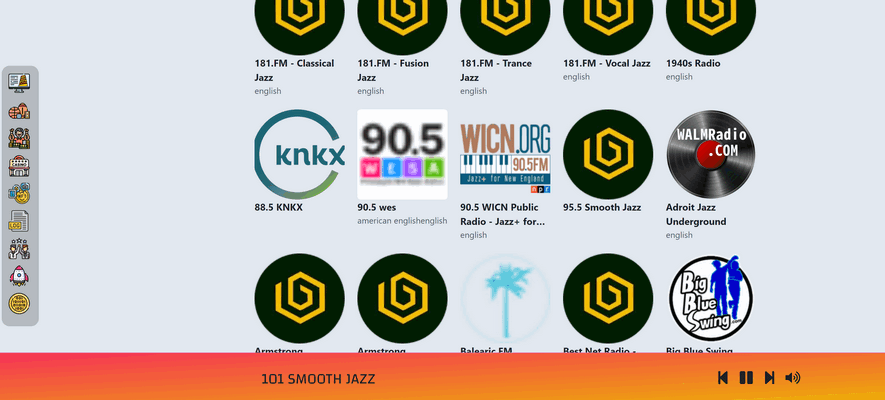 181.FM - Classical
Jazz
english
181.FM - Fusion
Jazz
english
181.FM - Trance
Jazz
english
181.FM - Vocal Jazz
english
1940s Radio
english
knkx
88.5 KNKX
90.5
WESA
90.5 wes
american englishenglish
WICN.ORG
90.5FM
Jazz+ for New England
npr
90.5 WICN Public
Radio - Jazz+ for...
english
95.5 Smooth Jazz
WALMRadio
.COM
Adroit Jazz
Underground
english
Armstrong
Armstrong
Balearic FM
Best Net Radio -
Big
Blue
Swing
Big Blue Swing
101 SMOOTH JAZZ